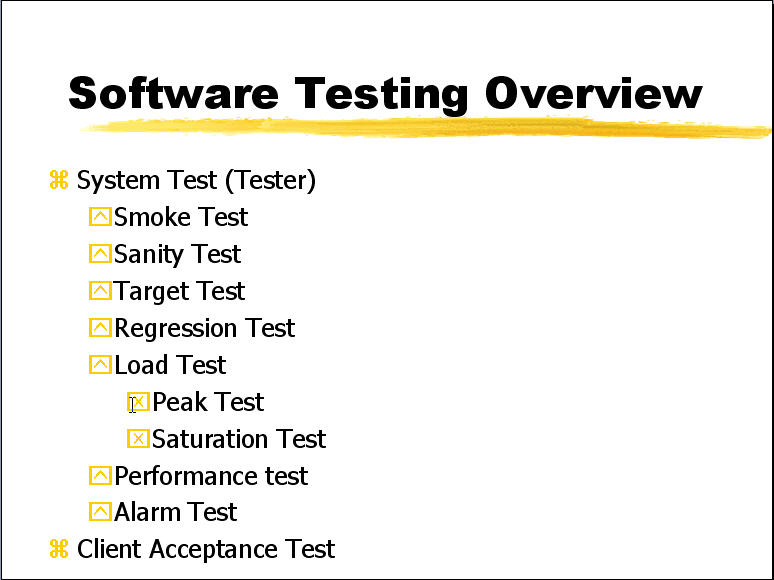 Software Testing Overview
System Test (Tester)
Smoke Test
Sanity Test
Target Test
Regression Test
Load Test
Peak Test
Saturation Test
Performance test
Alarm Test
Client Acceptance Test